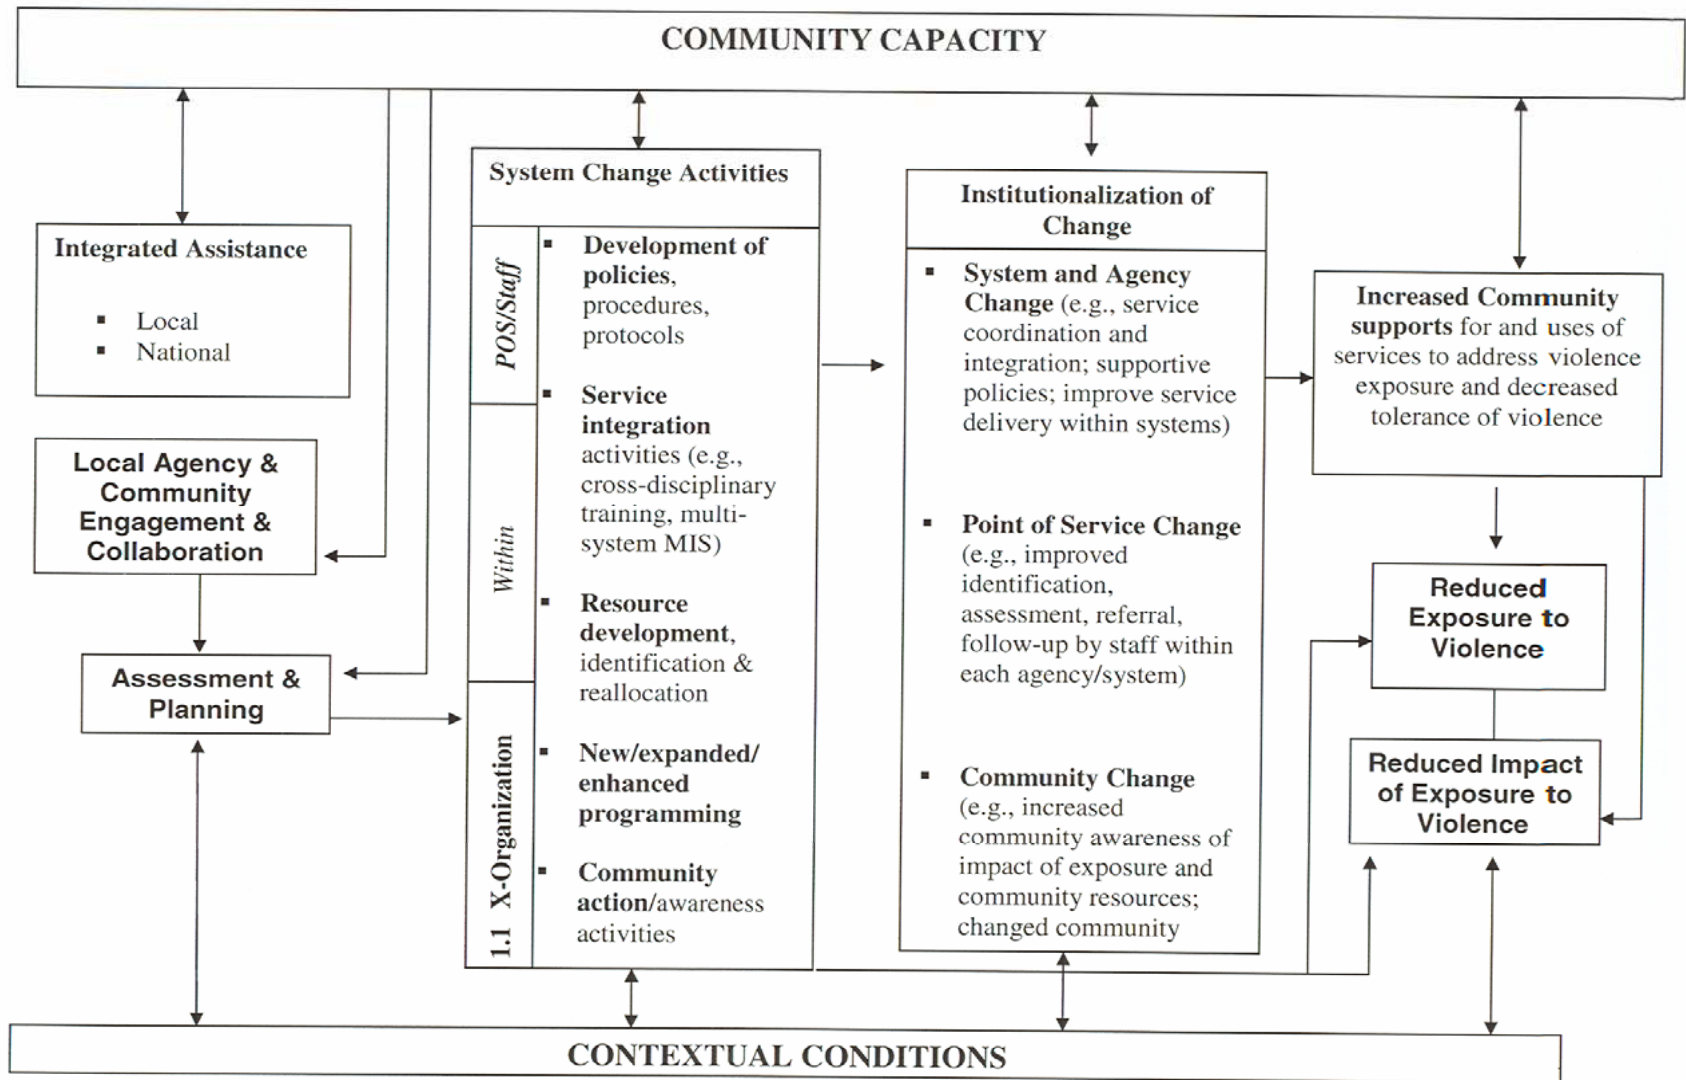 COMMUNITY CAPACITY
Integrated Assistance
▪ Local
▪ National
Local Agency &
Community
Engagement &
Collaboration
Assessment &
Planning
System Change Activities
POS/Staff
Within
1.1 X-Organization
▪ Development of
policies,
procedures,
protocols
▪ Service
integration
activities (e.g.,
cross-disciplinary
training, multi-
system MIS)
▪ Resource
development,
identification &
reallocation
▪ New/expanded/
enhanced
programming
▪ Community
action/awareness
activities
Institutionalization of
Change
▪ System and Agency
Change (e.g., service
coordination and
integration; supportive
policies; improve service
delivery within systems)
▪ Point of Service Change
(e.g., improved
identification,
assessment, referral,
follow-up by staff within
each agency/system)
▪ Community Change
(e.g., increased
community awareness of
impact of exposure and
community resources;
changed community
Increased Community
supports for and uses of
services to address violence
exposure and decreased
tolerance of violence
Reduced
Exposure to
Violence
Reduced Impact
of Exposure to
Violence
CONTEXTUAL CONDITIONS